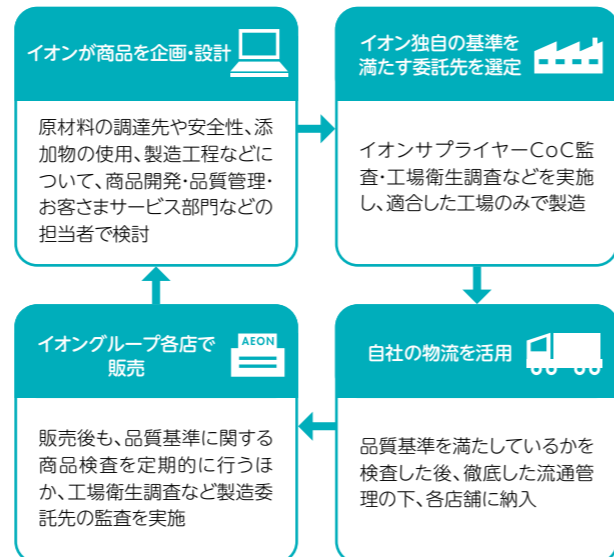 イオンが商品を企画・設計
原材料の調達先や安全性、添
加物の使用、製造工程などに
ついて、商品開発・品質管理・
お客さまサービス部門などの
担当者で検討
イオン独自の基準を
満たす委託先を選定
イオンサプライヤーCoC監
査・工場衛生調査などを実施
し、適合した工場のみで製造
自社の物流を活用
品質基準を満たしているかを
検査した後、徹底した流通管
理の下、各店舗に納入
イオングループ各店で
販売
AEON
販売後も、品質基準に関する
商品検査を定期的に行うほ
か、工場衛生調査など製造委
託先の監査を実施